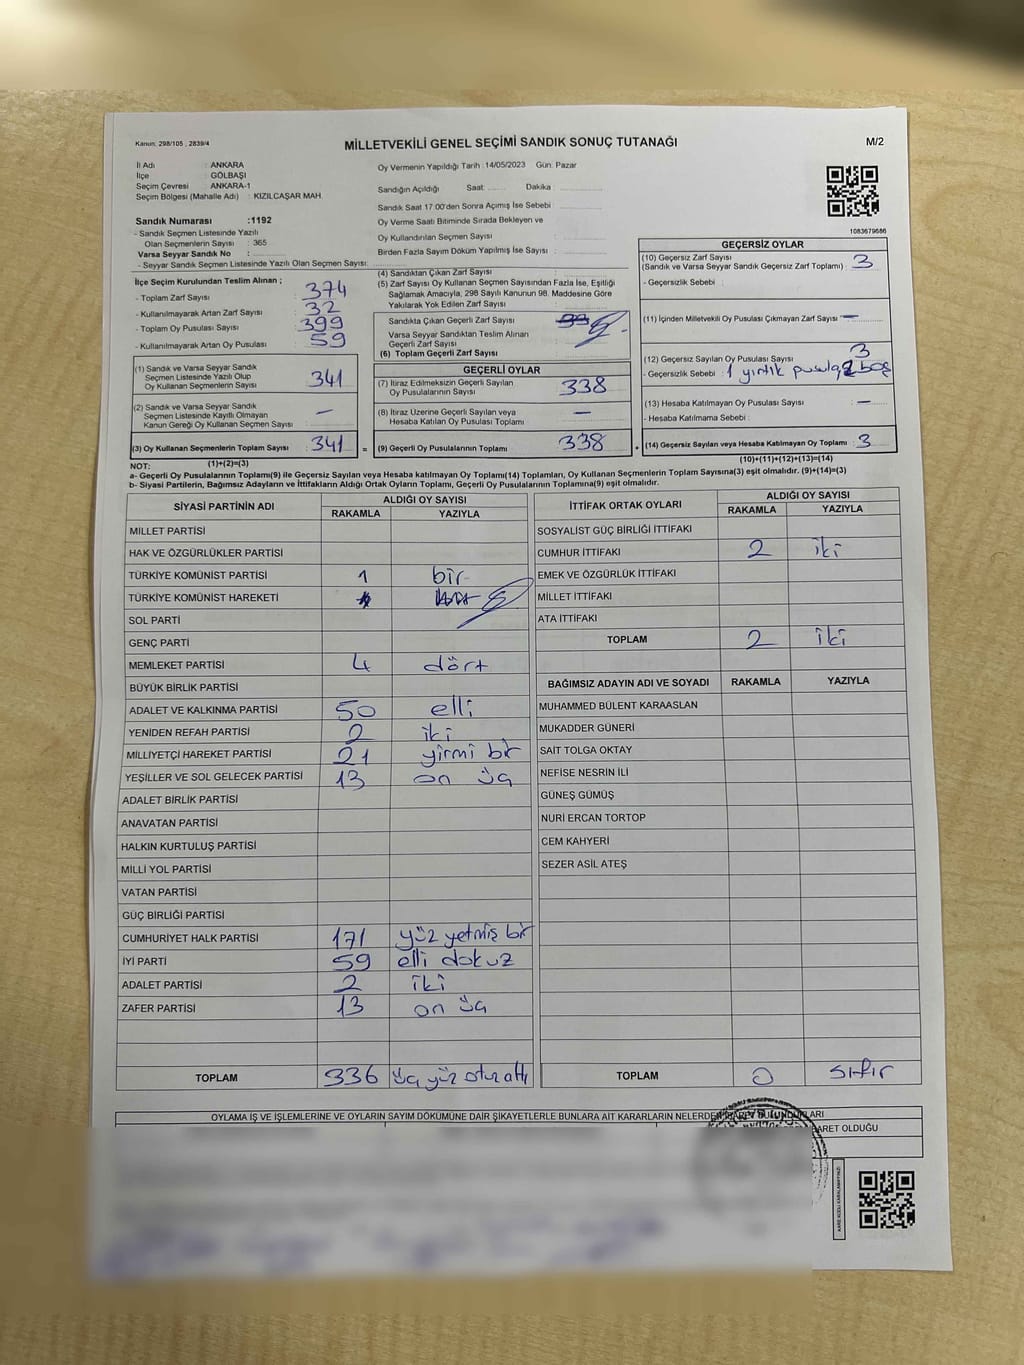 Kanun: 298/105 , 2839/4
MİLLETVEKİLİ GENEL SEÇİMİ SANDIK SONUÇ TUTANAĞI
M/2
İl Adı : ANKARA
İlçe : GÖLBAŞI
Seçim Çevresi : ANKARA-1
Seçim Bölgesi (Mahalle Adı) : KIZILCAŞAR MAH.
Sandık Numarası :1192
- Sandık Seçmen Listesinde Yazılı
Olan Seçmenlerin Sayısı : 365
Varsa Seyyar Sandık No :
- Seyyar Sandık Seçmen Listesinde Yazılı Olan Seçmen Sayısı:
Oy Vermenin Yapıldığı Tarih :14/05/2023 Gün: Pazar
Sandığın Açıldığı Saat: Dakika :
Sandık Saat 17:00'den Sonra Açımış İse Sebebi
Oy Verme Saati Bitiminde Sırada Bekleyen ve
Oy Kullandırılan Seçmen Sayısı :
Birden Fazla Sayım Döküm Yapılmış İse Sayısı :
1083679686
İlçe Seçim Kurulundan Teslim Alınan ;
- Toplam Zarf Sayısı : 374
- Kullanılmayarak Artan Zarf Sayısı : 32
- Toplam Oy Pusulası Sayısı : 399
- Kullanılmayarak Artan Oy Pusulası : 59
(1) Sandık ve Varsa Seyyar Sandık
Seçmen Listesinde Yazılı Olup
Oy Kullanan Seçmenlerin Sayısı 341
(2) Sandık ve Varsa Seyyar Sandık
Seçmen Listesinde Kayıtlı Olmayan
Kanun Gereği Oy Kullanan Seçmen Sayısı —
(3) Oy Kullanan Seçmenlerin Toplam Sayısı 341 =
(1)+(2)=(3)
(4) Sandıktan Çıkan Zarf Sayısı :
(5) Zarf Sayısı Oy Kullanan Seçmen Sayısından Fazla İse, Eşitliği
Sağlamak Amacıyla, 298 Sayılı Kanunun 98. Maddesine Göre
Yakılarak Yok Edilen Zarf Sayısı :
Sandıkta Çıkan Geçerli Zarf Sayısı :
Varsa Seyyar Sandıktan Teslim Alınan
Geçerli Zarf Sayısı :
(6) Toplam Geçerli Zarf Sayısı :
GEÇERLİ OYLAR
(7) İtiraz Edilmeksizin Geçerli Sayılan
Oy Pusulalarının Sayısı 338
(8) İtiraz Üzerine Geçerli Sayılan veya
Hesaba Katılan Oy Pusulası Toplamı —
(9) Geçerli Oy Pusulalarının Toplamı 338 +
GEÇERSİZ OYLAR
(10) Geçersiz Zarf Sayısı
(Sandık ve Varsa Seyyar Sandık Geçersiz Zarf Toplamı) : 3
- Geçersizlik Sebebi :
(11) İçinden Milletvekili Oy Pusulası Çıkmayan Zarf Sayısı —
(12) Geçersiz Sayılan Oy Pusulası Sayısı : 3
- Geçersizlik Sebebi : 1 yırtık pusula 2 boş
(13) Hesaba Katılmayan Oy Pusulası Sayısı : —
- Hesaba Katılmama Sebebi :
(14) Geçersiz Sayılan veya Hesaba Katılmayan Oy Toplamı 3
(10)+(11)+(12)+(13)=(14)
NOT:
a- Geçerli Oy Pusulalarının Toplamı(9) ile Geçersiz Sayılan veya Hesaba katılmayan Oy Toplamı(14) Toplamları, Oy Kullanan Seçmenlerin Toplam Sayısına(3) eşit olmalıdır. (9)+(14)=(3)
b- Siyasi Partilerin, Bağımsız Adayların ve İttifakların Aldığı Ortak Oyların Toplamı, Geçerli Oy Pusulalarının Toplamına(9) eşit olmalıdır.
SİYASİ PARTİNİN ADI ALDIĞI OY SAYISI
RAKAMLA YAZIYLA
MİLLET PARTİSİ
HAK VE ÖZGÜRLÜKLER PARTİSİ
TÜRKİYE KOMÜNİST PARTİSİ 1 bir
TÜRKİYE KOMÜNİST HAREKETİ
SOL PARTİ
GENÇ PARTİ
MEMLEKET PARTİSİ 4 dört
BÜYÜK BİRLİK PARTİSİ
ADALET VE KALKINMA PARTİSİ 50 elli
YENİDEN REFAH PARTİSİ 2 iki
MİLLİYETÇİ HAREKET PARTİSİ 21 yirmi bir
YEŞİLLER VE SOL GELECEK PARTİSİ 13 on üç
ADALET BİRLİK PARTİSİ
ANAVATAN PARTİSİ
HALKIN KURTULUŞ PARTİSİ
MİLLİ YOL PARTİSİ
VATAN PARTİSİ
GÜÇ BİRLİĞİ PARTİSİ
CUMHURİYET HALK PARTİSİ 171 yüz yetmiş bir
İYİ PARTİ 59 elli dokuz
ADALET PARTİSİ 2 iki
ZAFER PARTİSİ 13 on üç
TOPLAM 336 üç yüz otuz altı
İTTİFAK ORTAK OYLARI ALDIĞI OY SAYISI
RAKAMLA YAZIYLA
SOSYALİST GÜÇ BİRLİĞİ İTTİFAKI
CUMHUR İTTİFAKI 2 iki
EMEK VE ÖZGÜRLÜK İTTİFAKI
MİLLET İTTİFAKI
ATA İTTİFAKI
TOPLAM 2 iki
BAĞIMSIZ ADAYIN ADI VE SOYADI RAKAMLA YAZIYLA
MUHAMMED BÜLENT KARAASLAN
MUKADDER GÜNERİ
SAİT TOLGA OKTAY
NEFİSE NESRİN İLİ
GÜNEŞ GÜMÜŞ
NURİ ERCAN TORTOP
CEM KAHYERİ
SEZER ASİL ATEŞ
TOPLAM 0 sıfır
OYLAMA İŞ VE İŞLEMLERİNE VE OYLARIN SAYIM DÖKÜMÜNE DAİR ŞİKAYETLERLE BUNLARA AİT KARARLARIN NELERDEN İBARET BULUNDUKLARI
İBARET OLDUĞU